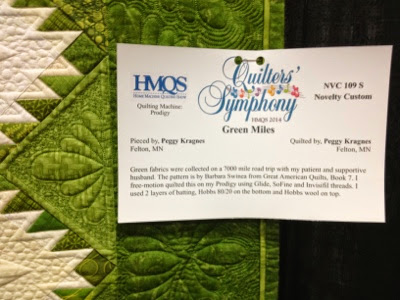 HMQS
HOME MACHINE QUILTING SHOW
Quilting Machine:
Prodigy
Quilters'
Symphony
HMQS 2014
Green Miles
NVC 109 S
Novelty Custom
Pieced by, Peggy Kragnes
Felton, MN
Quilted by, Peggy Kragnes
Felton, MN
Green fabrics were collected on a 7000 mile road trip with my patient and supportive
husband. The pattern is by Barbara Swinea from Great American Quilts, Book 7. I
free-motion quilted this on my Prodigy using Glide, SoFine and Invisifil threads. I
used 2 layers of batting, Hobbs 80/20 on the bottom and Hobbs wool on top.